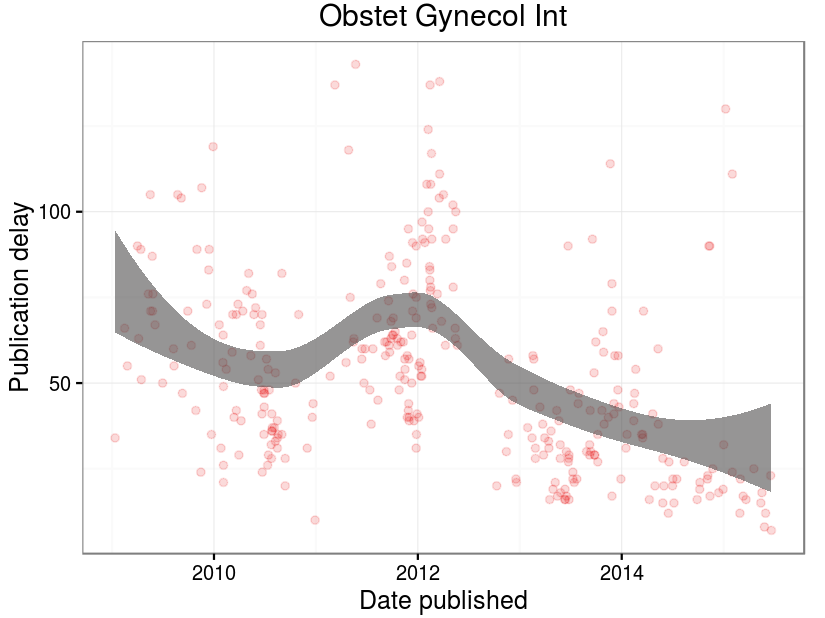 Obstet Gynecol Int
Publication delay
100
50
2010 2012 2014
Date published